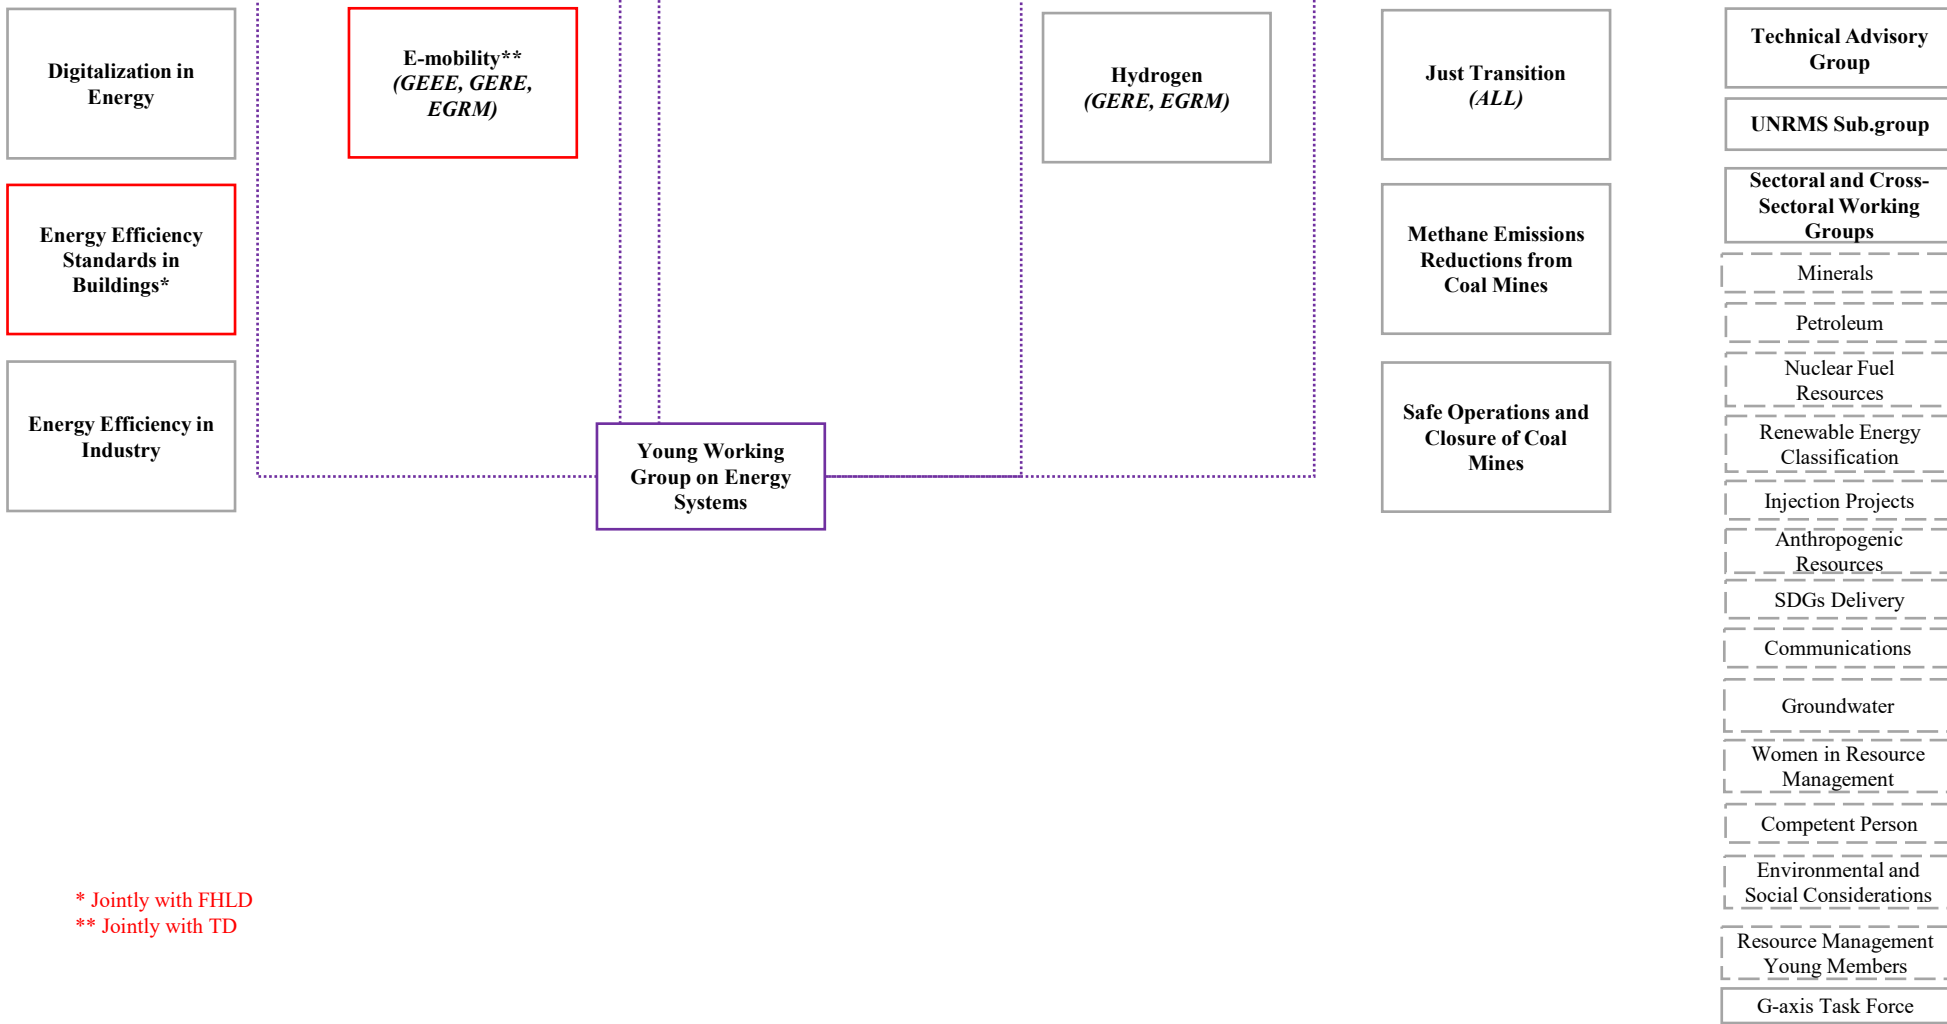 Digitalization in
Energy
Energy Efficiency
Standards in
Buildings*
Energy Efficiency in
Industry
E-mobility**
(GEEE, GERE,
EGRM)
Young Working
Group on Energy
Systems
Hydrogen
(GERE, EGRM)
Just Transition
(ALL)
Methane Emissions
Reductions from
Coal Mines
Safe Operations and
Closure of Coal
Mines
Technical Advisory
Group
UNRMS Sub.group
Sectoral and Cross-
Sectoral Working
Groups
Minerals
Petroleum
Nuclear Fuel
Resources
Renewable Energy
Classification
Injection Projects
Anthropogenic
Resources
SDGs Delivery
Communications
Groundwater
Women in Resource
Management
Competent Person
Environmental and
Social Considerations
Resource Management
Young Members
G-axis Task Force
* Jointly with FHLD
** Jointly with TD